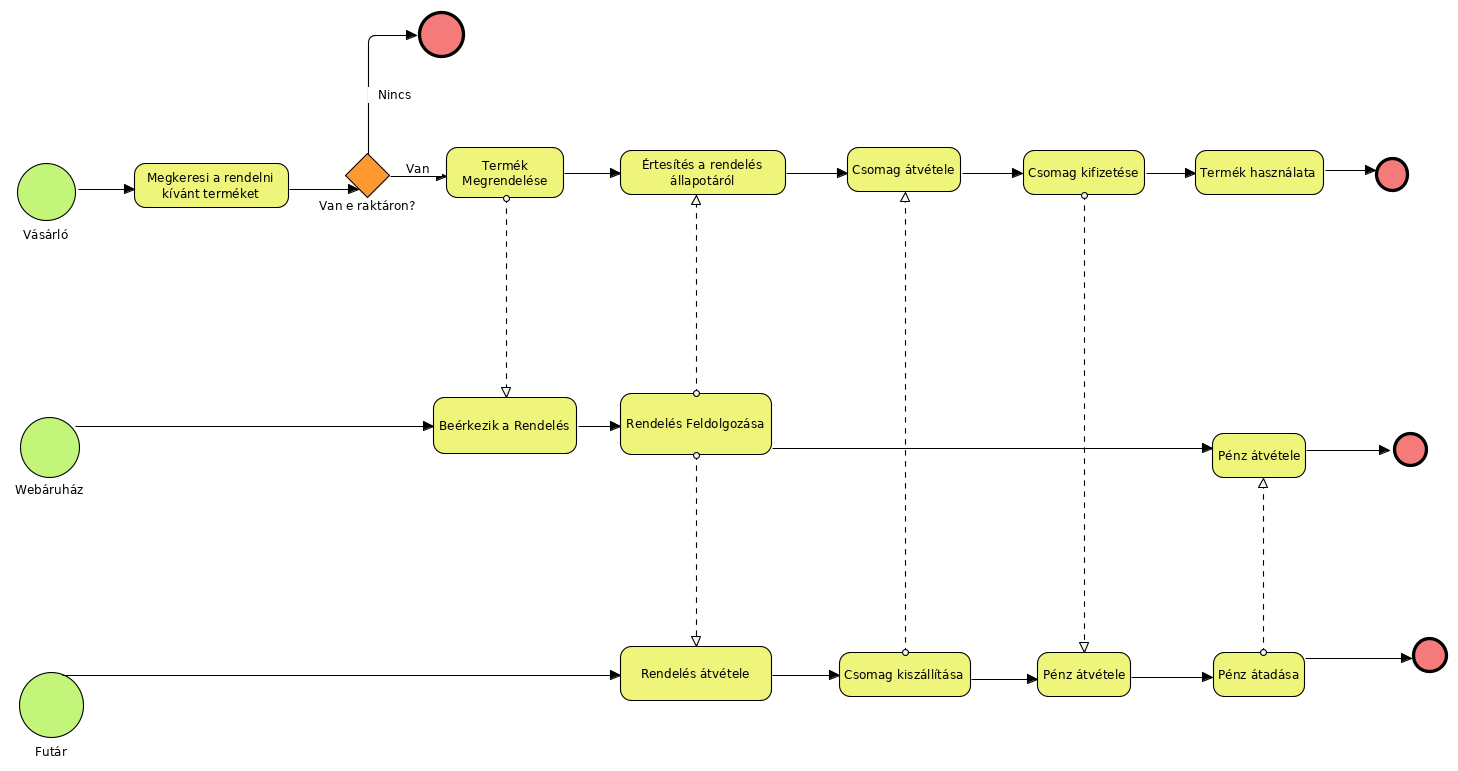 Nincs
Van
Megkeresi a rendelni
kívánt terméket
Van e raktáron?
Termék
Megrendelése
Értesítés a rendelés
állapotáról
Csomag átvétele
Csomag kifizetése
Termék használata
Vásárló
Beérkezik a Rendelés
Rendelés Feldolgozása
Pénz átvétele
Webáruház
Rendelés átvétele
Csomag kiszállítása
Pénz átvétele
Pénz átadása
Futár